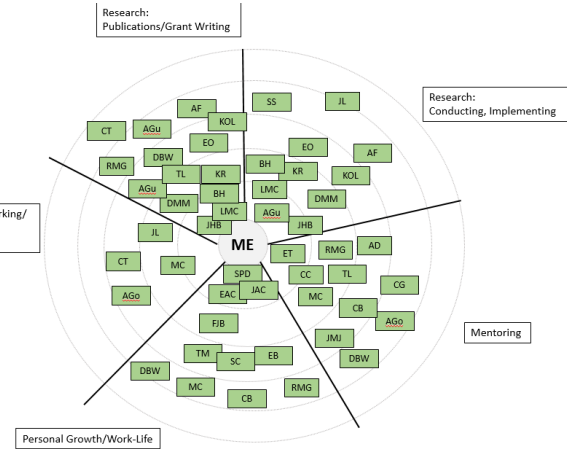 Research:
Publications/Grant Writing
Research:
Conducting, Implementing
SS
JL
AF
KOL
CT
AGu
EO
EO
AF
RMG
DBW
TL
KR
BH
KR
KOL
AGu
BH
LMC
DMM
DMM
LMC
AGu
rking/
JL
JHB
JHB
ME
ET
RMG
AD
CT
MC
SPD
CC
TL
CG
AGo
EAC
JAC
MC
CB
AGo
FJB
JMJ
Mentoring
TM
SC
EB
DBW
DBW
MC
CB
RMG
Personal Growth/Work-Life